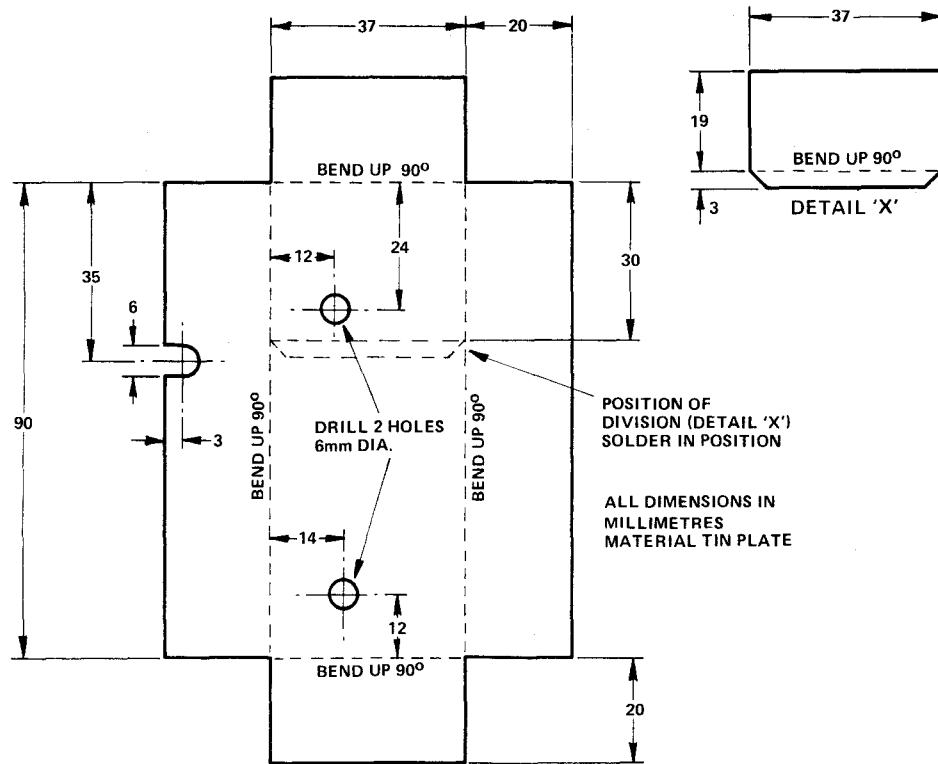 37
20
37
19
BEND UP 90°
3
DETAIL 'X'
BEND UP 90°
35
12
24
30
6
90
3
BEND UP 90°
DRILL 2 HOLES
6mm DIA.
BEND UP 90°
POSITION OF
DIVISION (DETAIL 'X')
SOLDER IN POSITION
ALL DIMENSIONS IN
MILLIMETRES
MATERIAL TIN PLATE
14
12
BEND UP 90°
20